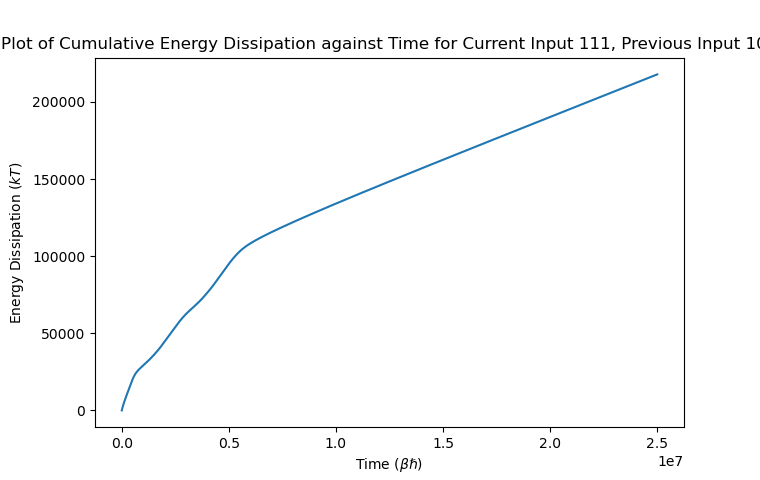 Plot of Cumulative Energy Dissipation against Time for Current Input 111, Previous Input 10
200000
150000
100000
50000
0
Energy Dissipation (kT)
0.0 0.5 1.0 1.5 2.0 2.5
1e7
Time (βℏ)